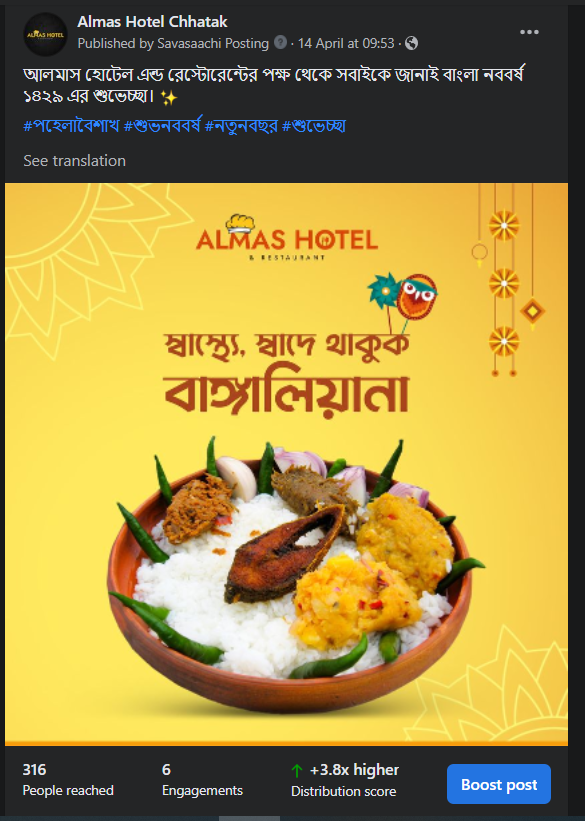 Almas Hotel Chhatak
Published by Savasaachi Posting · 14 April at 09:53 ·
আলমাস হোটেল এন্ড রেস্টোরেন্টের পক্ষ থেকে সবাইকে জানাই বাংলা নববর্ষ
১৪২৯ এর শুভেচ্ছা। ✨
#পহেলাবৈশাখ #শুভনববর্ষ #নতুনবছর #শুভেচ্ছা
See translation
ALMAS HOTEL
& RESTAURANT
স্বাস্থ্যে, স্বাদে থাকুক
বাঙ্গালিয়ানা
316 6 +3.8x higher
People reached Engagements Distribution score
Boost post